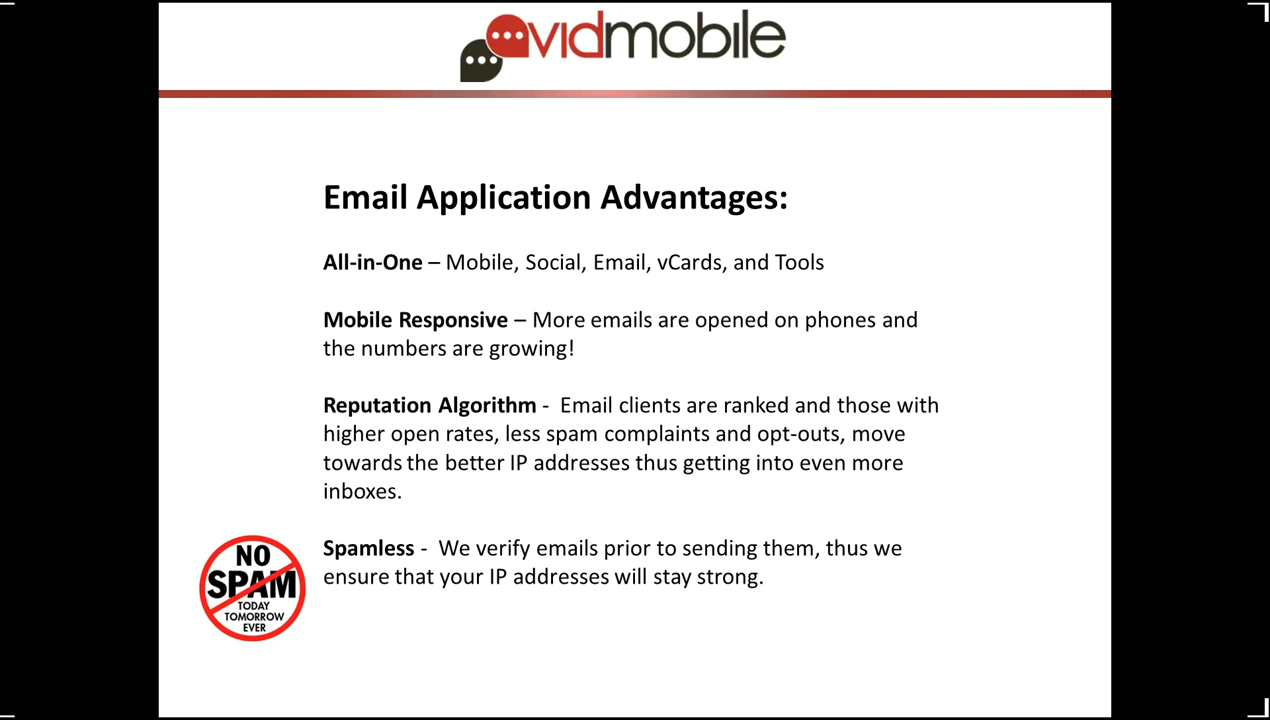 vidmobile
Email Application Advantages:
All-in-One – Mobile, Social, Email, vCards, and Tools
Mobile Responsive – More emails are opened on phones and
the numbers are growing!
Reputation Algorithm -  Email clients are ranked and those with
higher open rates, less spam complaints and opt-outs, move
towards the better IP addresses thus getting into even more
inboxes.
Spamless -  We verify emails prior to sending them, thus we
ensure that your IP addresses will stay strong.
NO
SPAM
TODAY
TOMORROW
EVER